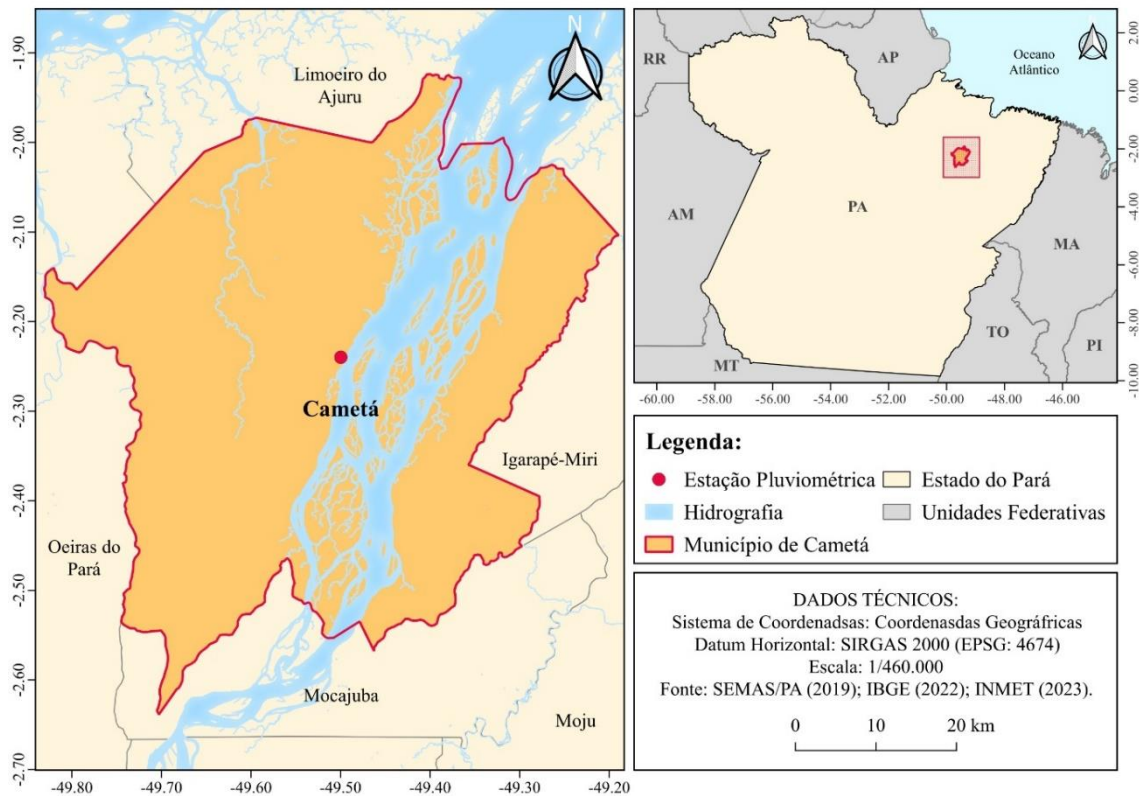 N
-1.90
-2.00
-2.10
-2.20
-2.30
-2.40
-2.50
-2.60
-2.70
Limoeiro do
Ajuru
Cametá
Igarapé-Miri
Oeiras do
Pará
Mocajuba
Moju
-49.80
-49.70
-49.60
-49.50
-49.40
-49.30
-49.20
N
RR
AP
Oceano
Atlântico
AM
PA
MA
TO
PI
MT
2.00
0.00
-2.00
-4.00
-6.00
-8.00
-10.00
-60.00
-58.00
-56.00
-54.00
-52.00
-50.00
-48.00
-46.00
Legenda:
Estação Pluviométrica
Estado do Pará
Hidrografia
Unidades Federativas
Município de Cametá
DADOS TÉCNICOS:
Sistema de Coordenadsas: Coordenasdas Geográficas
Datum Horizontal: SIRGAS 2000 (EPSG: 4674)
Escala: 1/460.000
Fonte: SEMAS/PA (2019); IBGE (2022); INMET (2023).
0 10 20 km